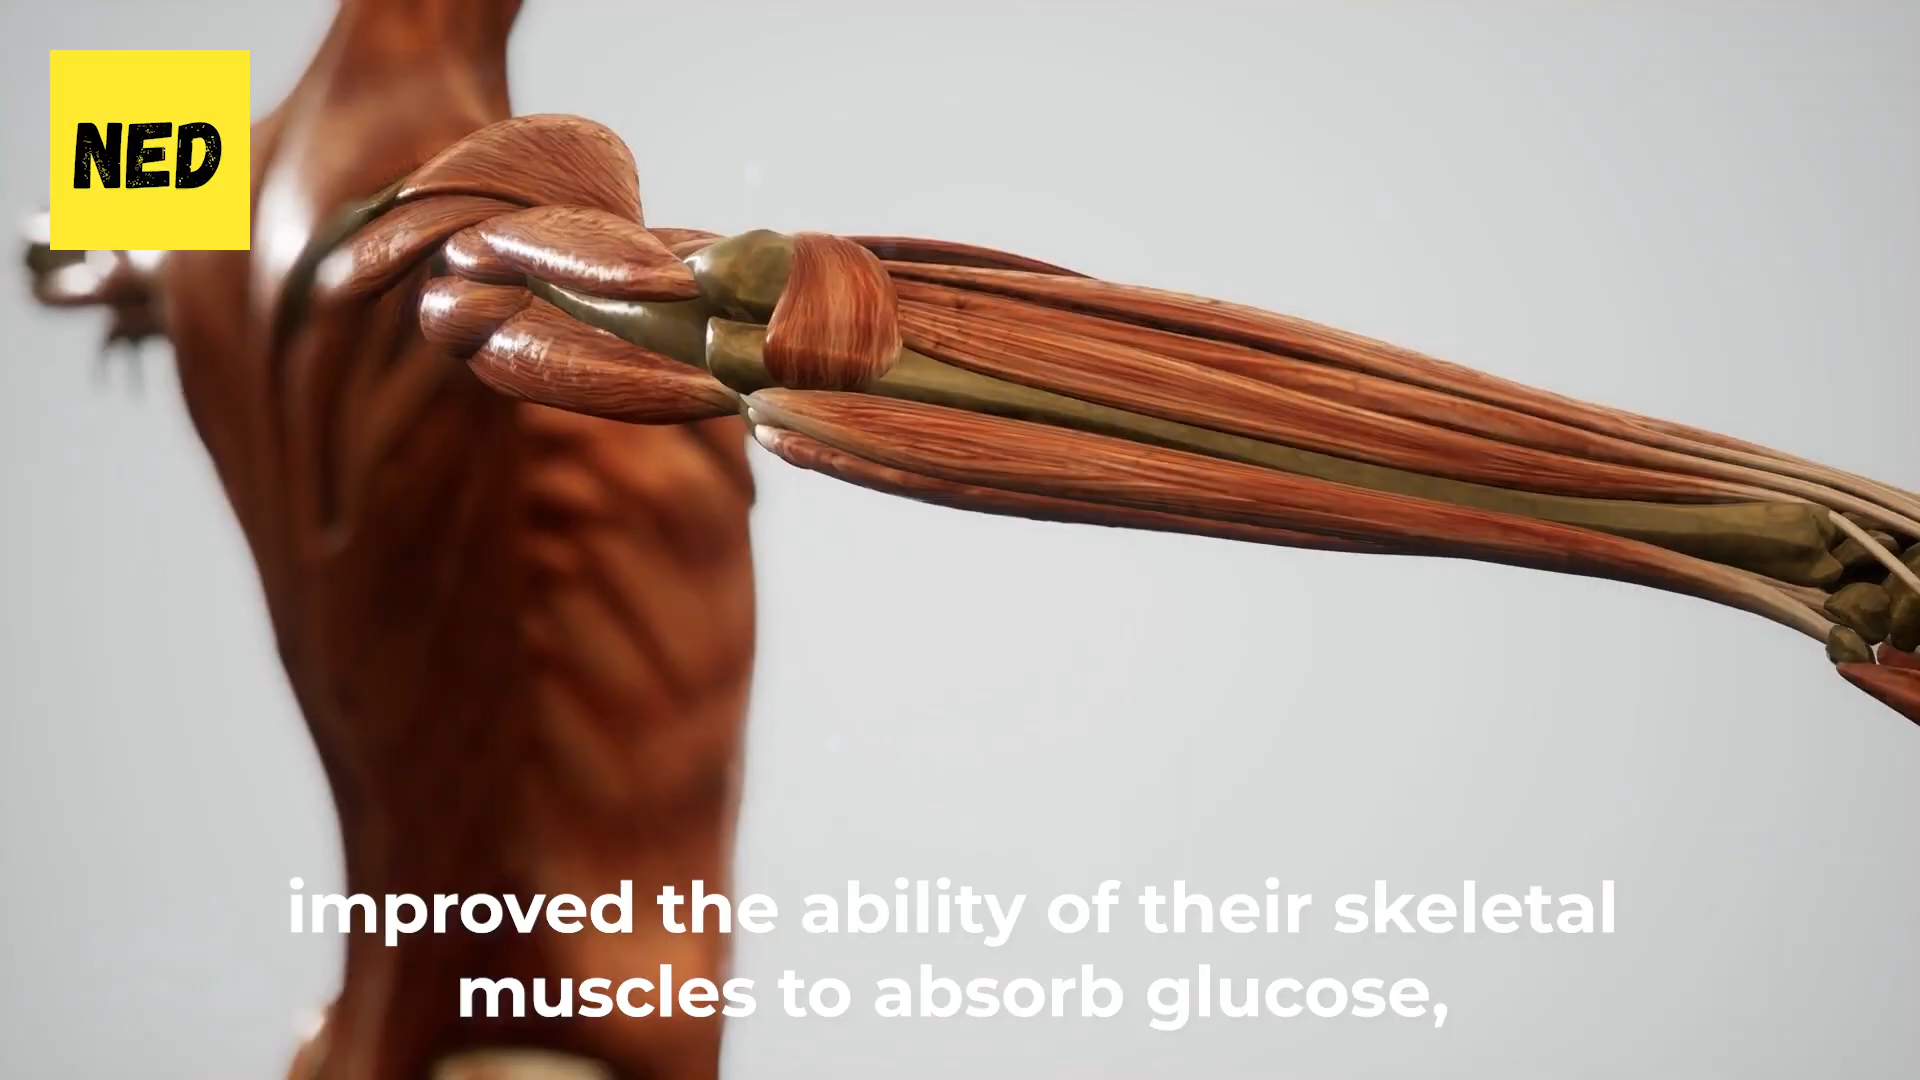 NED
improved the ability of their skeletal
muscles to absorb glucose,